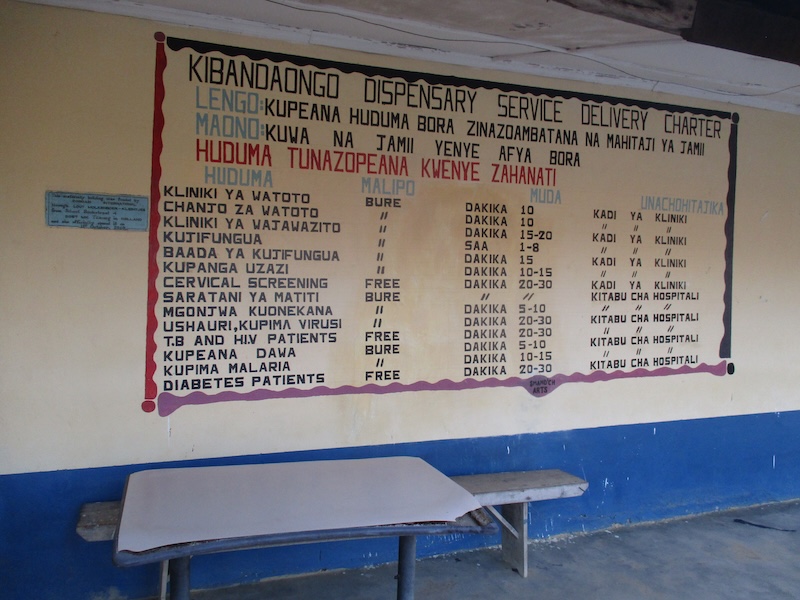 KIBANDAONGO DISPENSARY SERVICE DELIVERY CHARTER
LENGO: KUPEANA HUDUMA BORA ZINAZOAMBATANA NA MAHITAJI YA JAMII
MAONO: KUWA NA JAMII YENYE AFYA BORA
HUDUMA TUNAZOPEANA KWENYE ZAHANATI
HUDUMA MALIPO MUDA UNACHOHITAJIKA
KLINIKI YA WATOTO BURE DAKIKA 10 KADI YA KLINIKI
CHANJO ZA WATOTO " DAKIKA 10 " " "
KLINIKI YA WAJAWAZITO " DAKIKA 15-20 KADI YA KLINIKI
KUJIFUNGUA " SAA 1-8 " " "
BAADA YA KUJIFUNGUA " DAKIKA 15 KADI YA KLINIKI
KUPANGA UZAZI " DAKIKA 10-15 " " "
CERVICAL SCREENING FREE DAKIKA 20-30 KADI YA KLINIKI
SARATANI YA MATITI BURE " " KITABU CHA HOSPITALI
MGONJWA KUONEKANA " DAKIKA 5-10 " " "
USHAURI, KUPIMA VIRUSI " DAKIKA 20-30 KITABU CHA HOSPITALI
T.B AND H.I.V PATIENTS FREE DAKIKA 20-30 " " "
KUPEANA DAWA BURE DAKIKA 5-10 KITABU CHA HOSPITALI
KUPIMA MALARIA " DAKIKA 10-15 " " "
DIABETES PATIENTS FREE DAKIKA 20-30 KITABU CHA HOSPITALI
ARTS